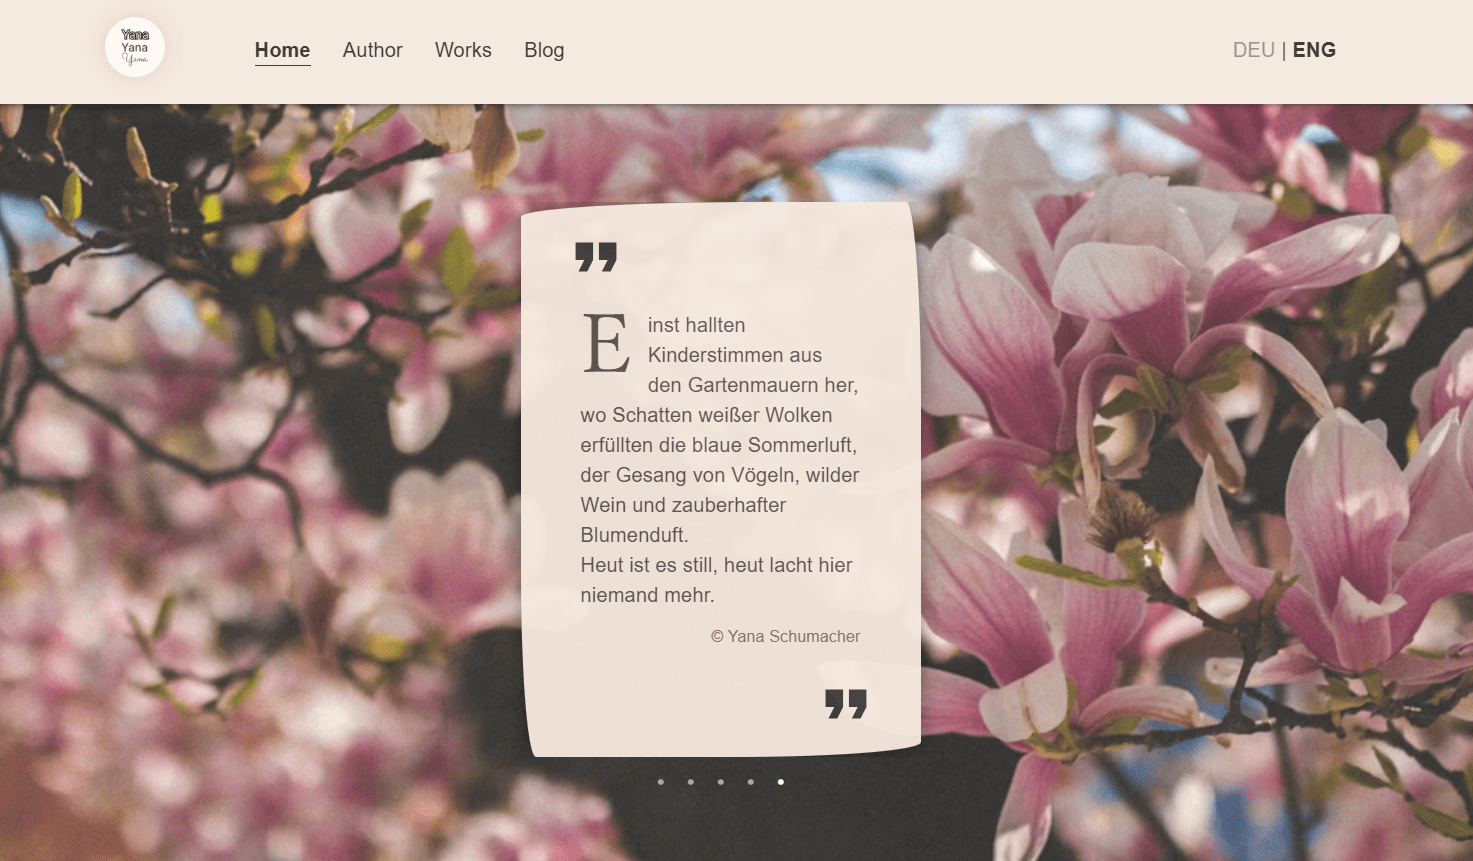 Yana
Yana
Yana
Home Author Works Blog
DEU | ENG
”
Einst hallten
Kinderstimmen aus
den Gartenmauern her,
wo Schatten weißer Wolken
erfüllten die blaue Sommerluft,
der Gesang von Vögeln, wilder
Wein und zauberhafter
Blumenduft.
Heut ist es still, heut lacht hier
niemand mehr.
© Yana Schumacher
”